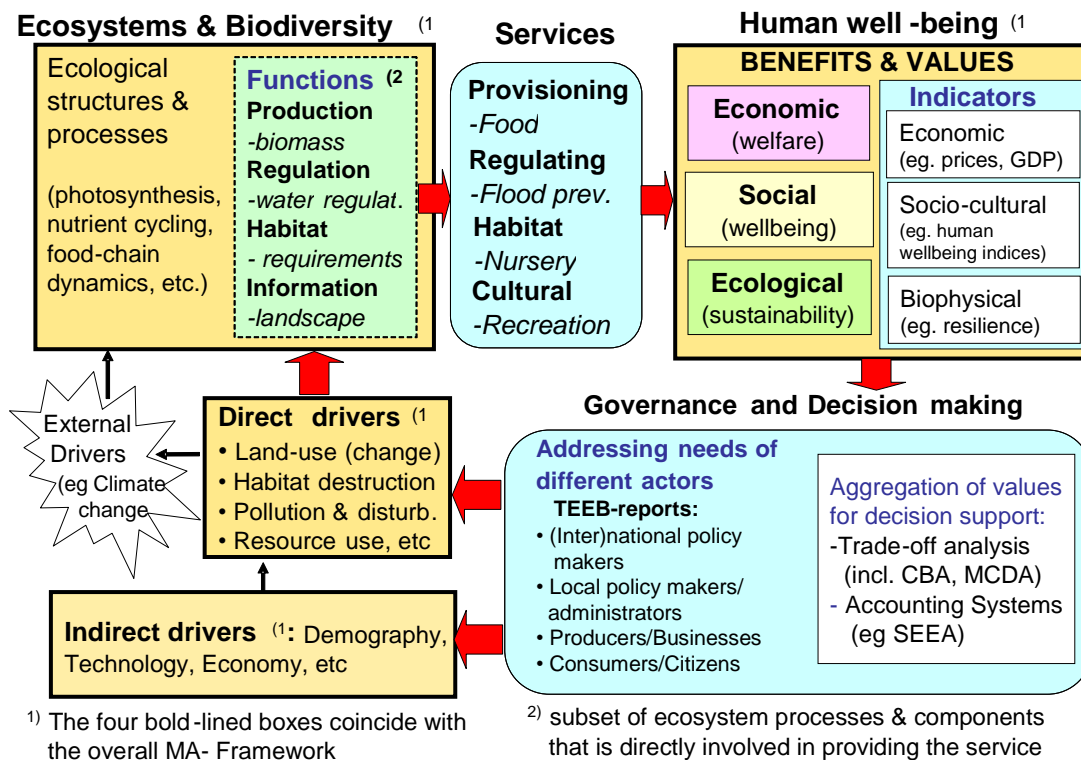 Ecosystems & Biodiversity (1
Ecological
structures &
processes
(photosynthesis,
nutrient cycling,
food-chain
dynamics, etc.)
Functions (2
Production
-biomass
Regulation
-water regulat.
Habitat
- requirements
Information
-landscape
Services
Provisioning
-Food
Regulating
-Flood prev.
Habitat
-Nursery
Cultural
-Recreation
Human well -being (1
BENEFITS & VALUES
Economic
(welfare)
Social
(wellbeing)
Ecological
(sustainability)
Indicators
Economic
(eg. prices, GDP)
Socio-cultural
(eg. human
wellbeing indices)
Biophysical
(eg. resilience)
External
Drivers
(eg Climate
change
Direct drivers (1
• Land-use (change)
• Habitat destruction
• Pollution & disturb.
• Resource use, etc
Indirect drivers (1: Demography,
Technology, Economy, etc
Governance and Decision making
Addressing needs of
different actors
TEEB-reports:
• (Inter)national policy
makers
• Local policy makers/
administrators
• Producers/Businesses
• Consumers/Citizens
Aggregation of values
for decision support:
-Trade-off analysis
(incl. CBA, MCDA)
- Accounting Systems
(eg SEEA)
1) The four bold-lined boxes coincide with
the overall MA- Framework
2) subset of ecosystem processes & components
that is directly involved in providing the service